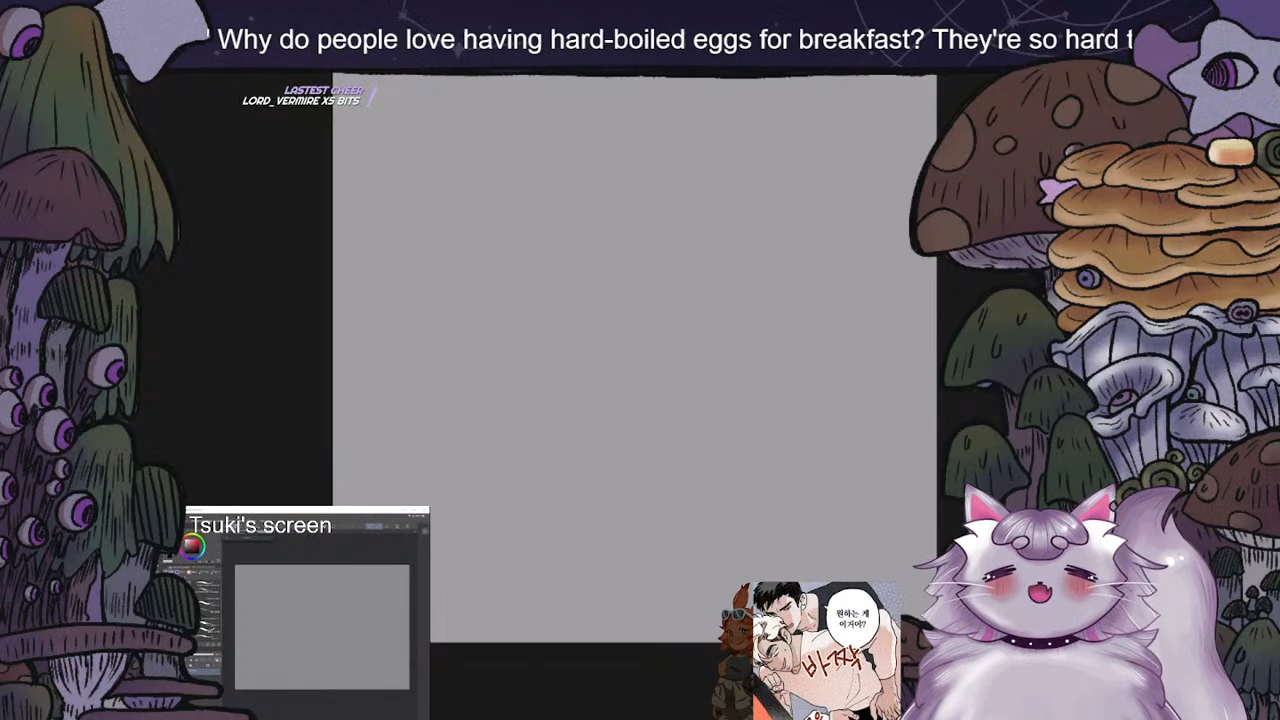 Why do people love having hard-boiled eggs for breakfast? They're so hard t
LASTEST CHEER
LORD_VERMIRE X5 BITS
Tsuki's screen
원하는 게
이거야?
바짝